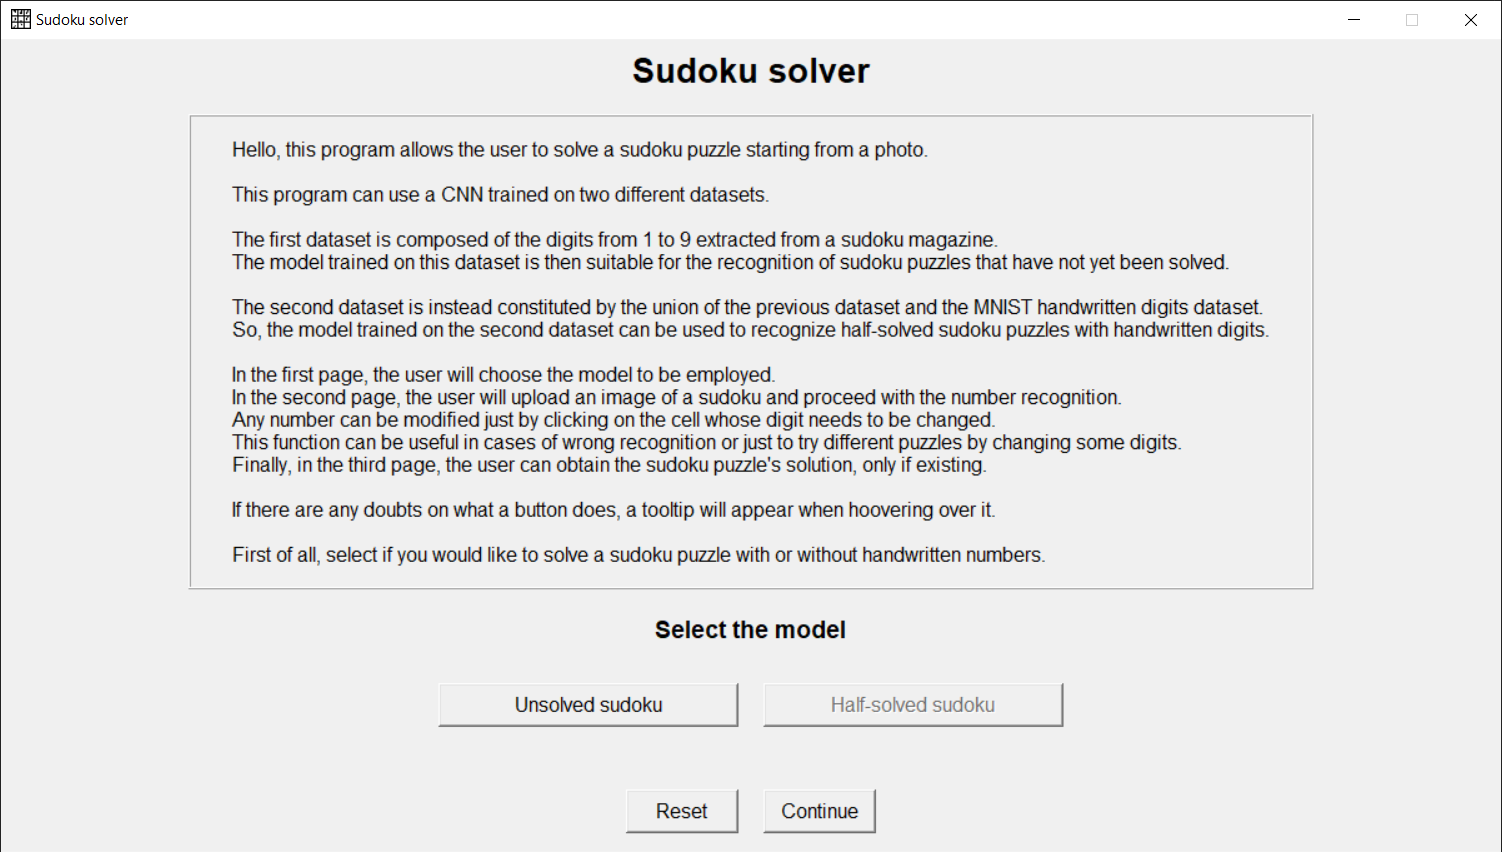 Sudoku solver
Sudoku solver
Hello, this program allows the user to solve a sudoku puzzle starting from a photo.
This program can use a CNN trained on two different datasets.
The first dataset is composed of the digits from 1 to 9 extracted from a sudoku magazine.
The model trained on this dataset is then suitable for the recognition of sudoku puzzles that have not yet been solved.
The second dataset is instead constituted by the union of the previous dataset and the MNIST handwritten digits dataset.
So, the model trained on the second dataset can be used to recognize half-solved sudoku puzzles with handwritten digits.
In the first page, the user will choose the model to be employed.
In the second page, the user will upload an image of a sudoku and proceed with the number recognition.
Any number can be modified just by clicking on the cell whose digit needs to be changed.
This function can be useful in cases of wrong recognition or just to try different puzzles by changing some digits.
Finally, in the third page, the user can obtain the sudoku puzzle's solution, only if existing.
If there are any doubts on what a button does, a tooltip will appear when hoovering over it.
First of all, select if you would like to solve a sudoku puzzle with or without handwritten numbers.
Select the model
Unsolved sudoku
Half-solved sudoku
Reset
Continue